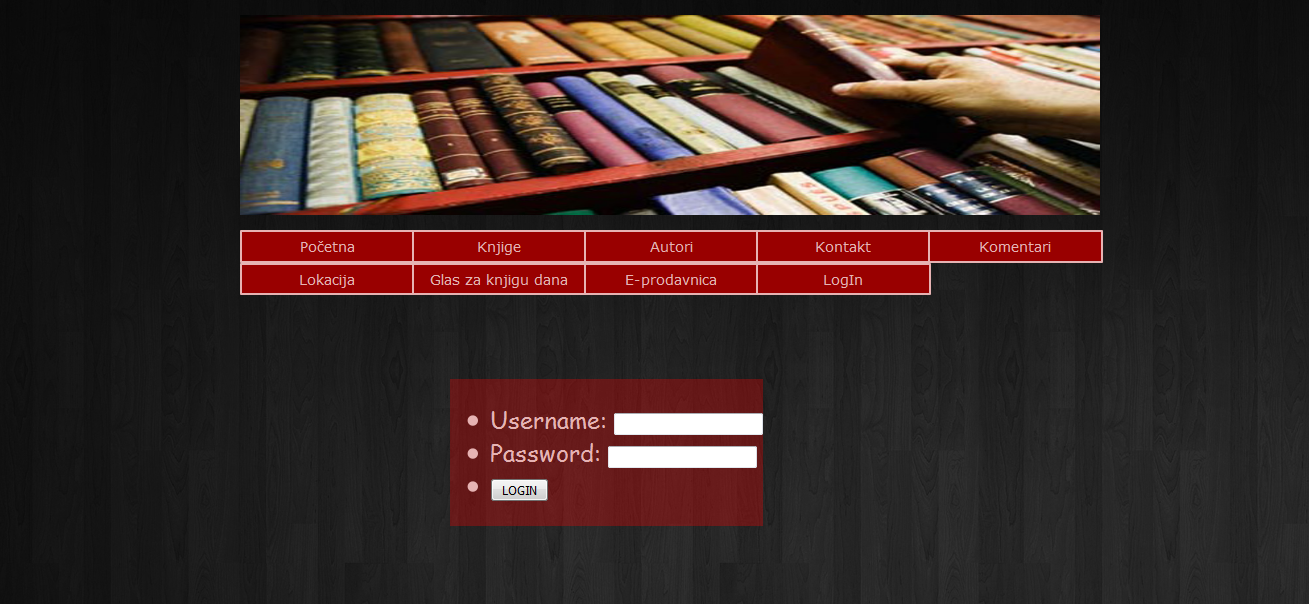 Početna Knjige Autori Kontakt Komentari
Lokacija Glas za knjigu dana E-prodavnica LogIn
Username:
Password:
LOGIN